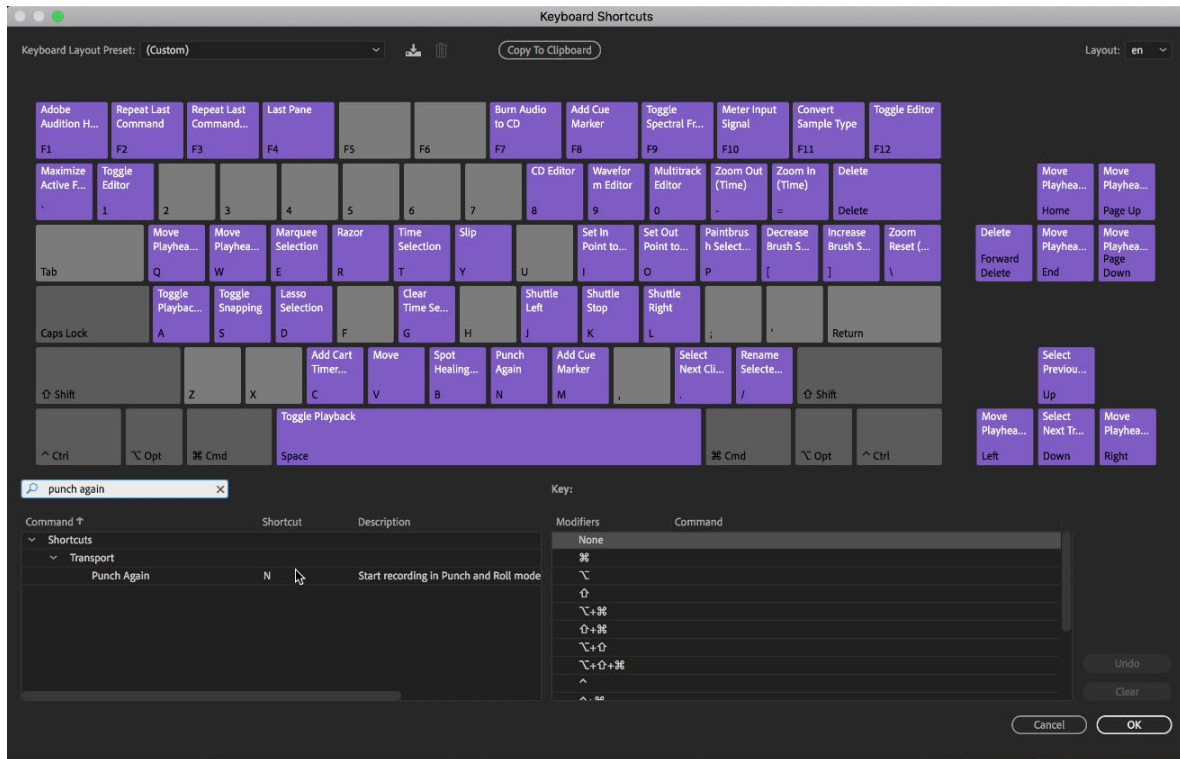 Keyboard Shortcuts
Keyboard Layout Preset: (Custom)
Copy To Clipboard
Layout: en
Adobe Repeat Last Repeat Last Last Pane Burn Audio Add Cue Toggle Meter Input Convert Toggle Editor
Audition H... Command Command... to CD Marker Spectral Fr... Signal Sample Type
F1 F2 F3 F4 F5 F6 F7 F8 F9 F10 F11 F12
Maximize Toggle CD Editor Wavefor Multitrack Zoom Out Zoom In Delete Move Move
Active F... Editor m Editor Editor (Time) (Time) Playhea... Playhea...
` 1 2 3 4 5 6 7 8 9 0 - = Delete Home Page Up
Move Move Marquee Razor Time Slip Set In Set Out Paintbrus Decrease Increase Zoom Delete Move Move
Playhea... Playhea... Selection Selection Point to... Point to... h Select... Brush S... Brush S... Reset (... Playhea... Playhea...
Tab Q W E R T Y U I O P [ ] \ Forward Delete End Page Down
Toggle Toggle Lasso Clear Shuttle Shuttle Shuttle
Playbac... Snapping Selection Time Se... Left Stop Right
Caps Lock A S D F G H J K L ; ' Return
Add Cart Move Spot Punch Add Cue Select Rename Select
Timer... Healing... Again Marker Next Cli... Selecte... Previou...
⇧ Shift Z X C V B N M , . / ⇧ Shift Up
Toggle Playback Move Select Move
Playhea... Next Tr... Playhea...
^ Ctrl ⌥ Opt ⌘ Cmd Space ⌘ Cmd ⌥ Opt ^ Ctrl Left Down Right
punch again
Key:
Command ↑ Shortcut Description
Modifiers Command
Shortcuts
Transport
Punch Again N Start recording in Punch and Roll mode
None
⌘
⌥
⇧
⌥+⌘
⇧+⌘
⌥+⇧
⌥+⇧+⌘
^
Undo
Clear
Cancel OK